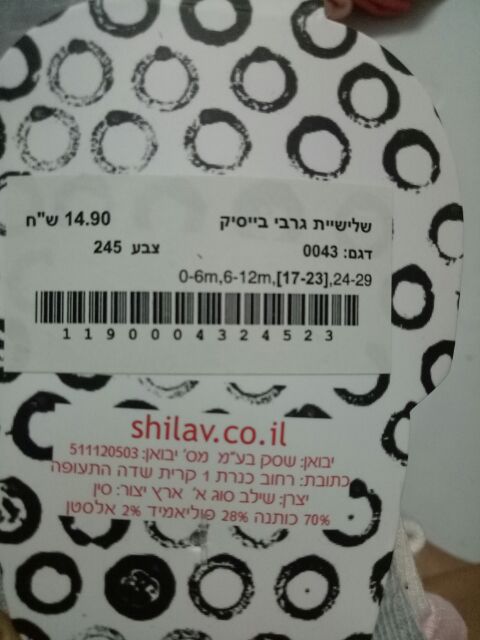 שלישיית גרבי בייסיק 14.90 ש"ח
דגם: 0043 צבע 245
0-6m,6-12m,[17-23],24-29
1190004324523
shilav.co.il
יבואן: שסק בע"מ מס' יבואן: 511120503
כתובת: רחוב כנרת 1 קרית שדה התעופה
יצרן: שילב סוג א' ארץ יצור: סין
70% כותנה 28% פוליאמיד 2% אלסטן